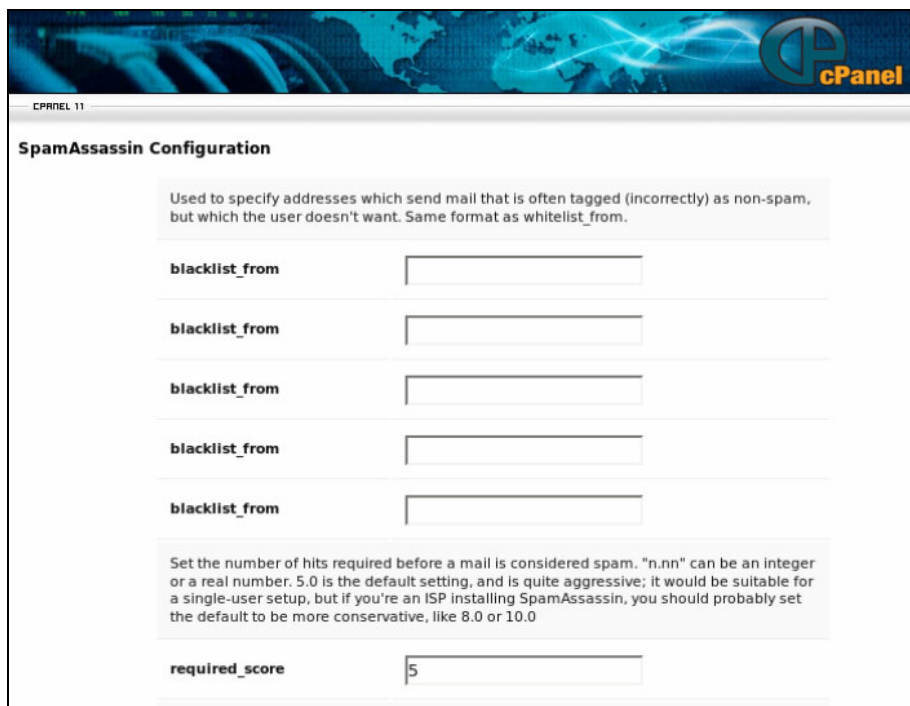 cPanel
CPANEL 11
SpamAssassin Configuration
Used to specify addresses which send mail that is often tagged (incorrectly) as non-spam,
but which the user doesn't want. Same format as whitelist_from.
blacklist_from
blacklist_from
blacklist_from
blacklist_from
blacklist_from
Set the number of hits required before a mail is considered spam. "n.nn" can be an integer
or a real number. 5.0 is the default setting, and is quite aggressive; it would be suitable for
a single-user setup, but if you're an ISP installing SpamAssassin, you should probably set
the default to be more conservative, like 8.0 or 10.0
required_score 5